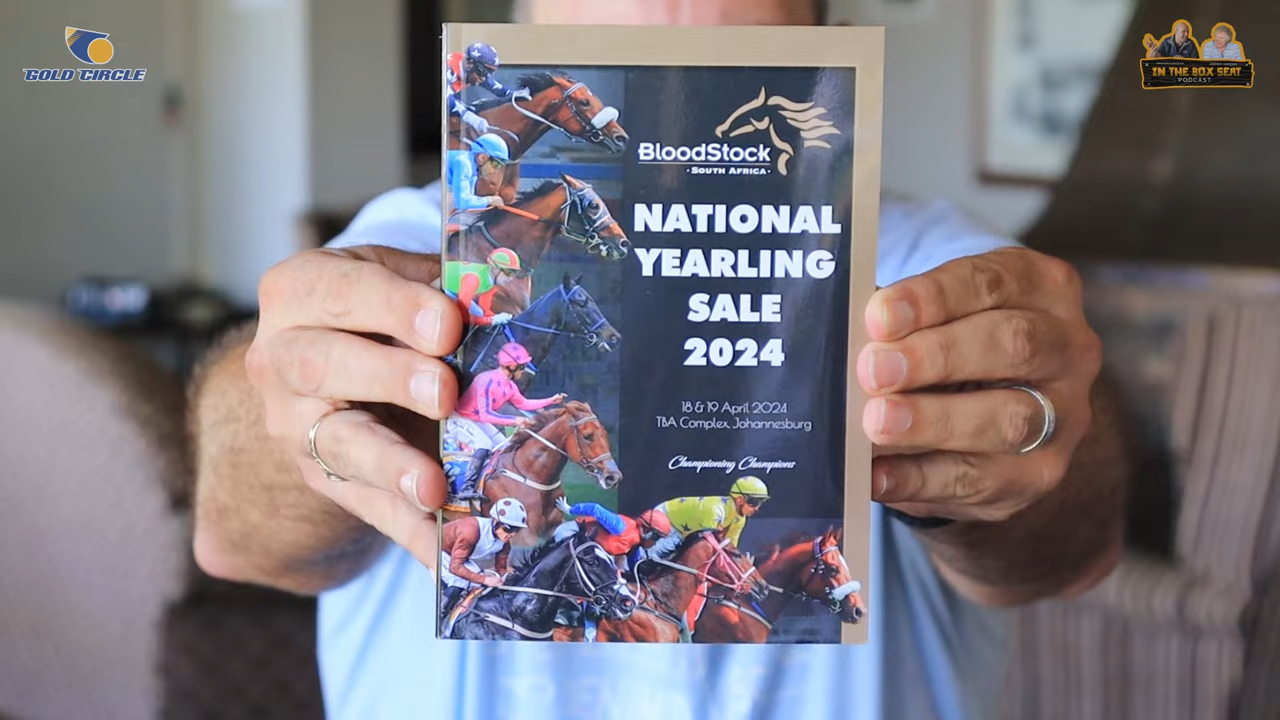 GOLD CIRCLE
IN THE BOX SEAT
PODCAST
BloodStock
· SOUTH AFRICA ·
NATIONAL
YEARLING
SALE
2024
18 & 19 April 2024
TBA Complex, Johannesburg
Championing Champions